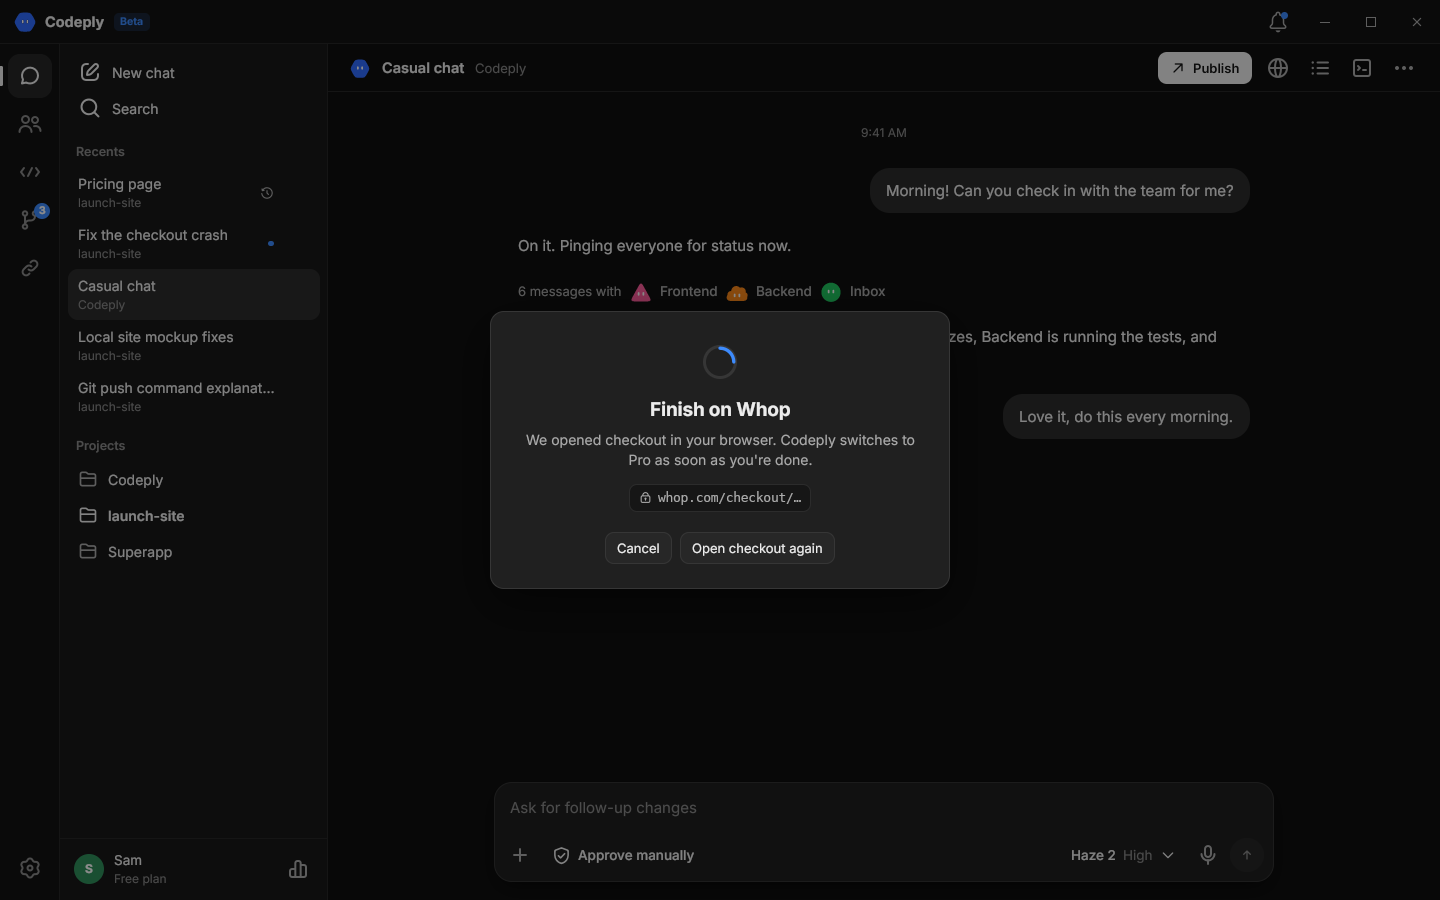 Codeply Beta
New chat
Search
Recents
Pricing page
launch-site
Fix the checkout crash
launch-site
Casual chat
Codeply
Local site mockup fixes
launch-site
Git push command explanat...
launch-site
Projects
Codeply
launch-site
Superapp
3
S
Sam
Free plan
Casual chat Codeply
Publish
9:41 AM
Morning! Can you check in with the team for me?
On it. Pinging everyone for status now.
6 messages with Frontend Backend Inbox
zes, Backend is running the tests, and
Love it, do this every morning.
Finish on Whop
We opened checkout in your browser. Codeply switches to
Pro as soon as you're done.
whop.com/checkout/…
Cancel Open checkout again
Ask for follow-up changes
Approve manually
Haze 2 High